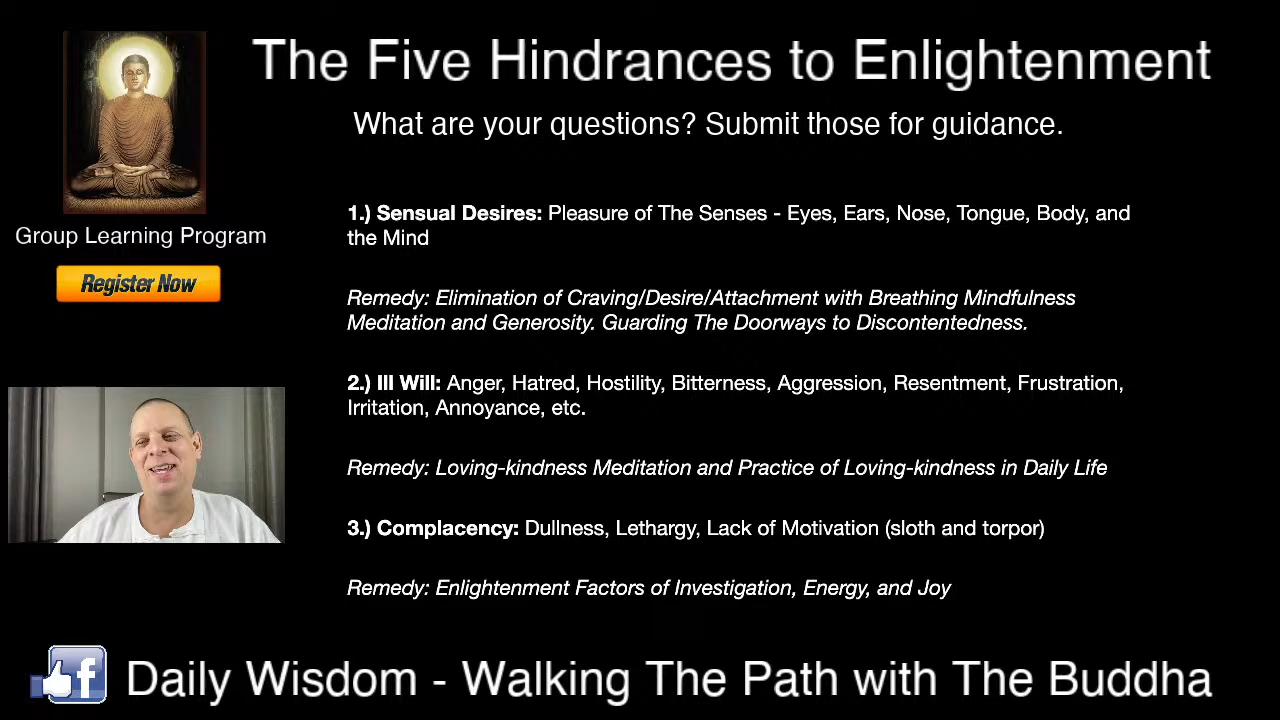 The Five Hindrances to Enlightenment
What are your questions? Submit those for guidance.
Group Learning Program
Register Now
1.) Sensual Desires: Pleasure of The Senses - Eyes, Ears, Nose, Tongue, Body, and
the Mind
Remedy: Elimination of Craving/Desire/Attachment with Breathing Mindfulness
Meditation and Generosity. Guarding The Doorways to Discontentedness.
2.) Ill Will: Anger, Hatred, Hostility, Bitterness, Aggression, Resentment, Frustration,
Irritation, Annoyance, etc.
Remedy: Loving-kindness Meditation and Practice of Loving-kindness in Daily Life
3.) Complacency: Dullness, Lethargy, Lack of Motivation (sloth and torpor)
Remedy: Enlightenment Factors of Investigation, Energy, and Joy
f Daily Wisdom - Walking The Path with The Buddha